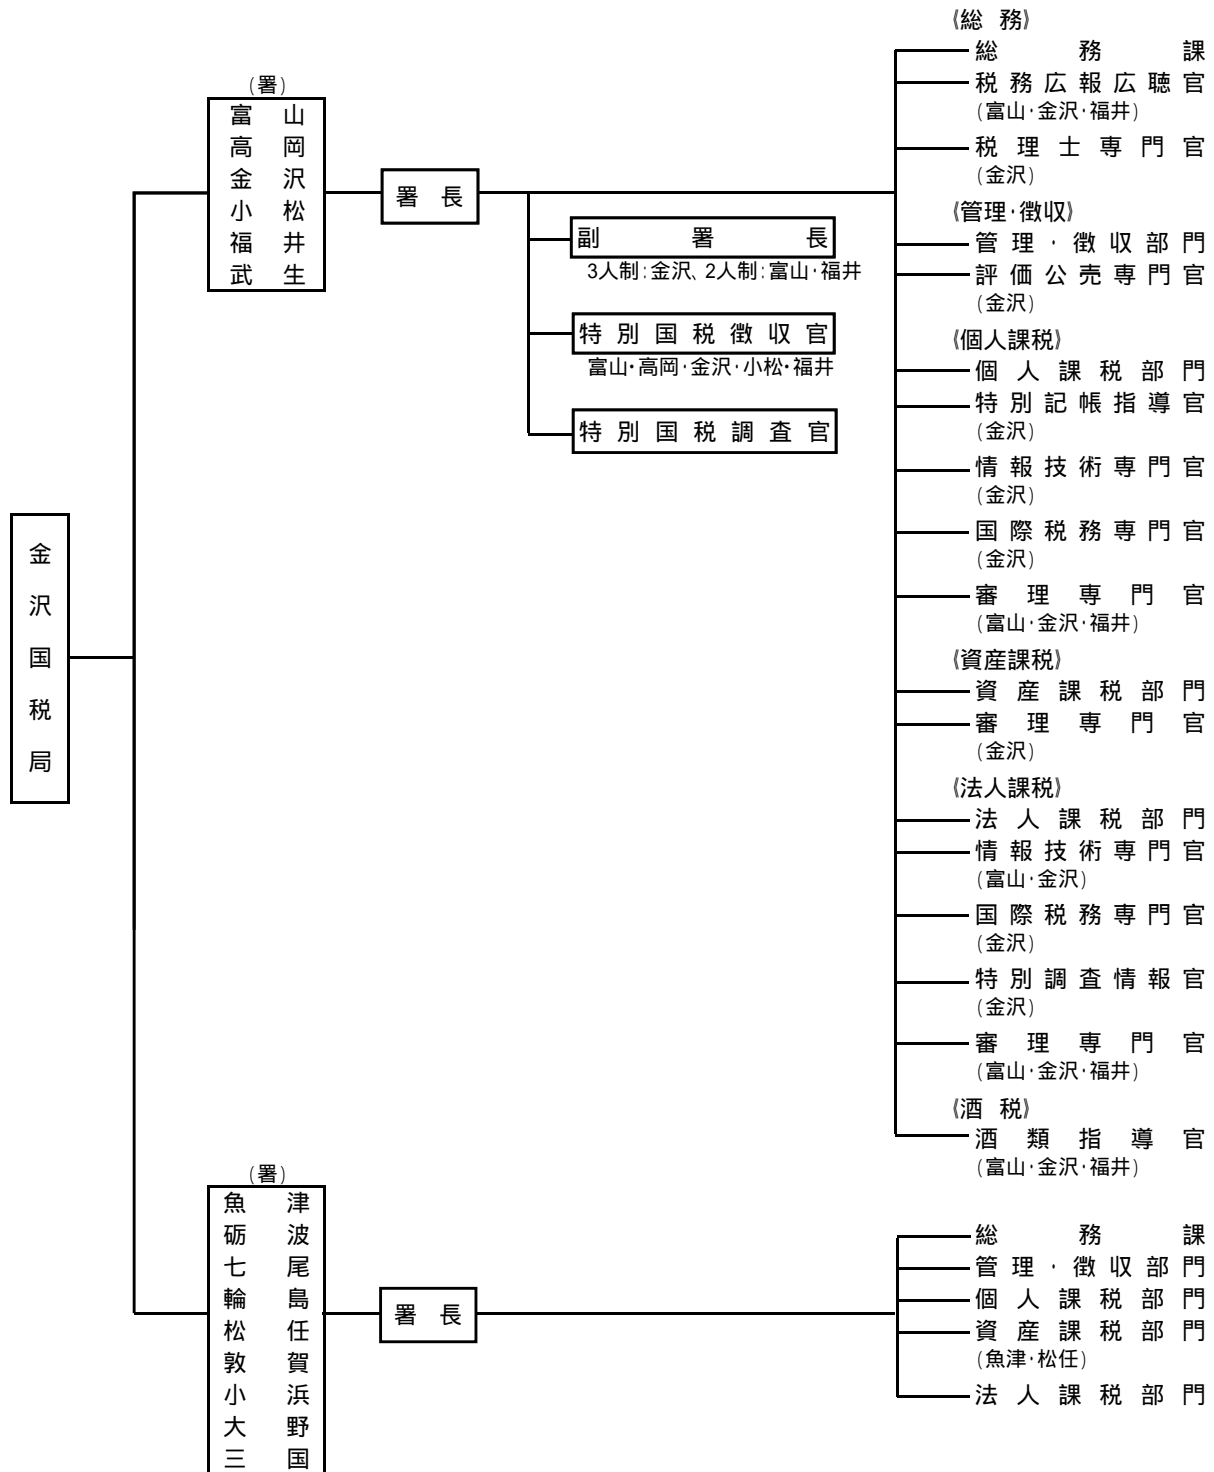 金沢国税局
(署)
富山
高岡
金沢
小松
福井
武生
署長
副署長
3人制:金沢、2人制:富山・福井
特別国税徴収官
富山・高岡・金沢・小松・福井
特別国税調査官
《総 務》
総務課
税務広報広聴官
(富山・金沢・福井)
税理士専門官
(金沢)
《管理・徴収》
管理・徴収部門
評価公売専門官
(金沢)
《個人課税》
個人課税部門
特別記帳指導官
(金沢)
情報技術専門官
(金沢)
国際税務専門官
(金沢)
審理専門官
(富山・金沢・福井)
《資産課税》
資産課税部門
審理専門官
(金沢)
《法人課税》
法人課税部門
情報技術専門官
(富山・金沢)
国際税務専門官
(金沢)
特別調査情報官
(金沢)
審理専門官
(富山・金沢・福井)
《酒 税》
酒類指導官
(富山・金沢・福井)
(署)
魚津
砺波
七尾
輪島
松任
敦賀
小浜
大野
三国
署長
総務課
管理・徴収部門
個人課税部門
資産課税部門
(魚津・松任)
法人課税部門